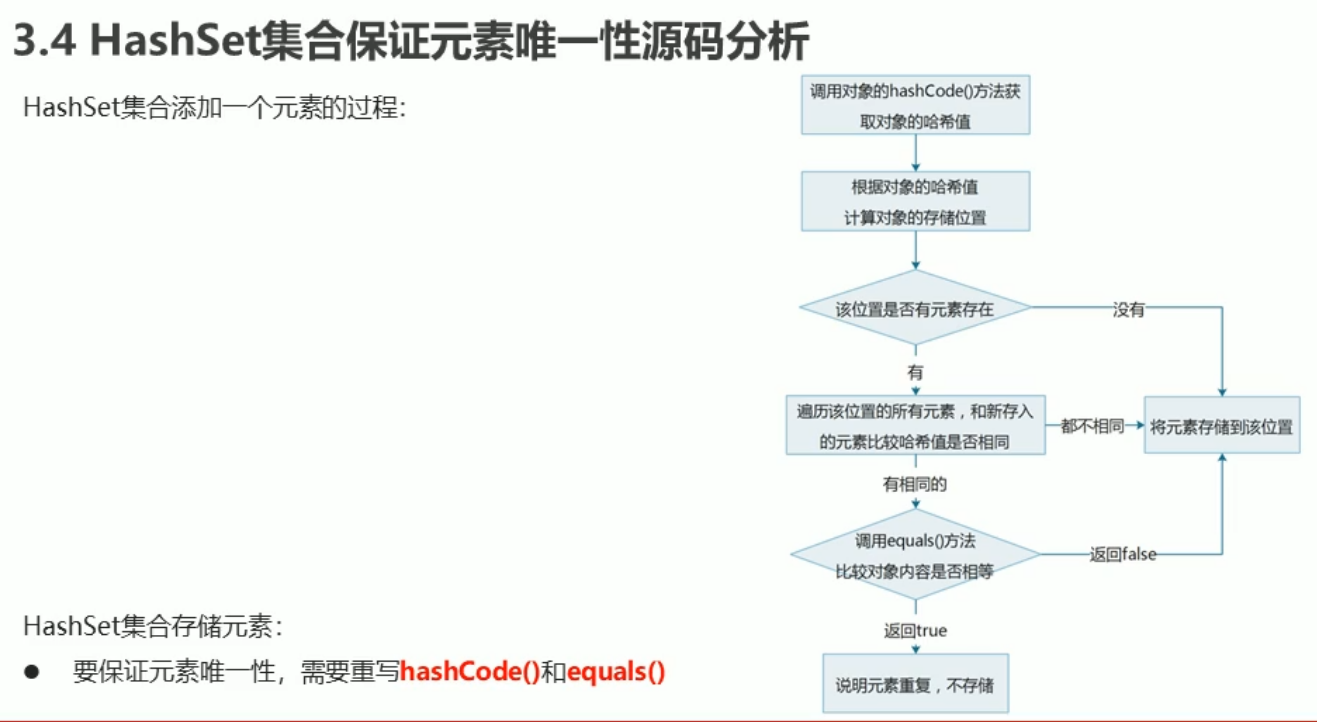 3.4 HashSet集合保证元素唯一性源码分析
HashSet集合添加一个元素的过程：
调用对象的hashCode()方法获
取对象的哈希值
根据对象的哈希值
计算对象的存储位置
该位置是否有元素存在
没有
有
遍历该位置的所有元素，和新存入
的元素比较哈希值是否相同
都不相同
将元素存储到该位置
有相同的
调用equals()方法
比较对象内容是否相等
返回false
返回true
说明元素重复，不存储
HashSet集合存储元素：
● 要保证元素唯一性，需要重写hashCode()和equals()